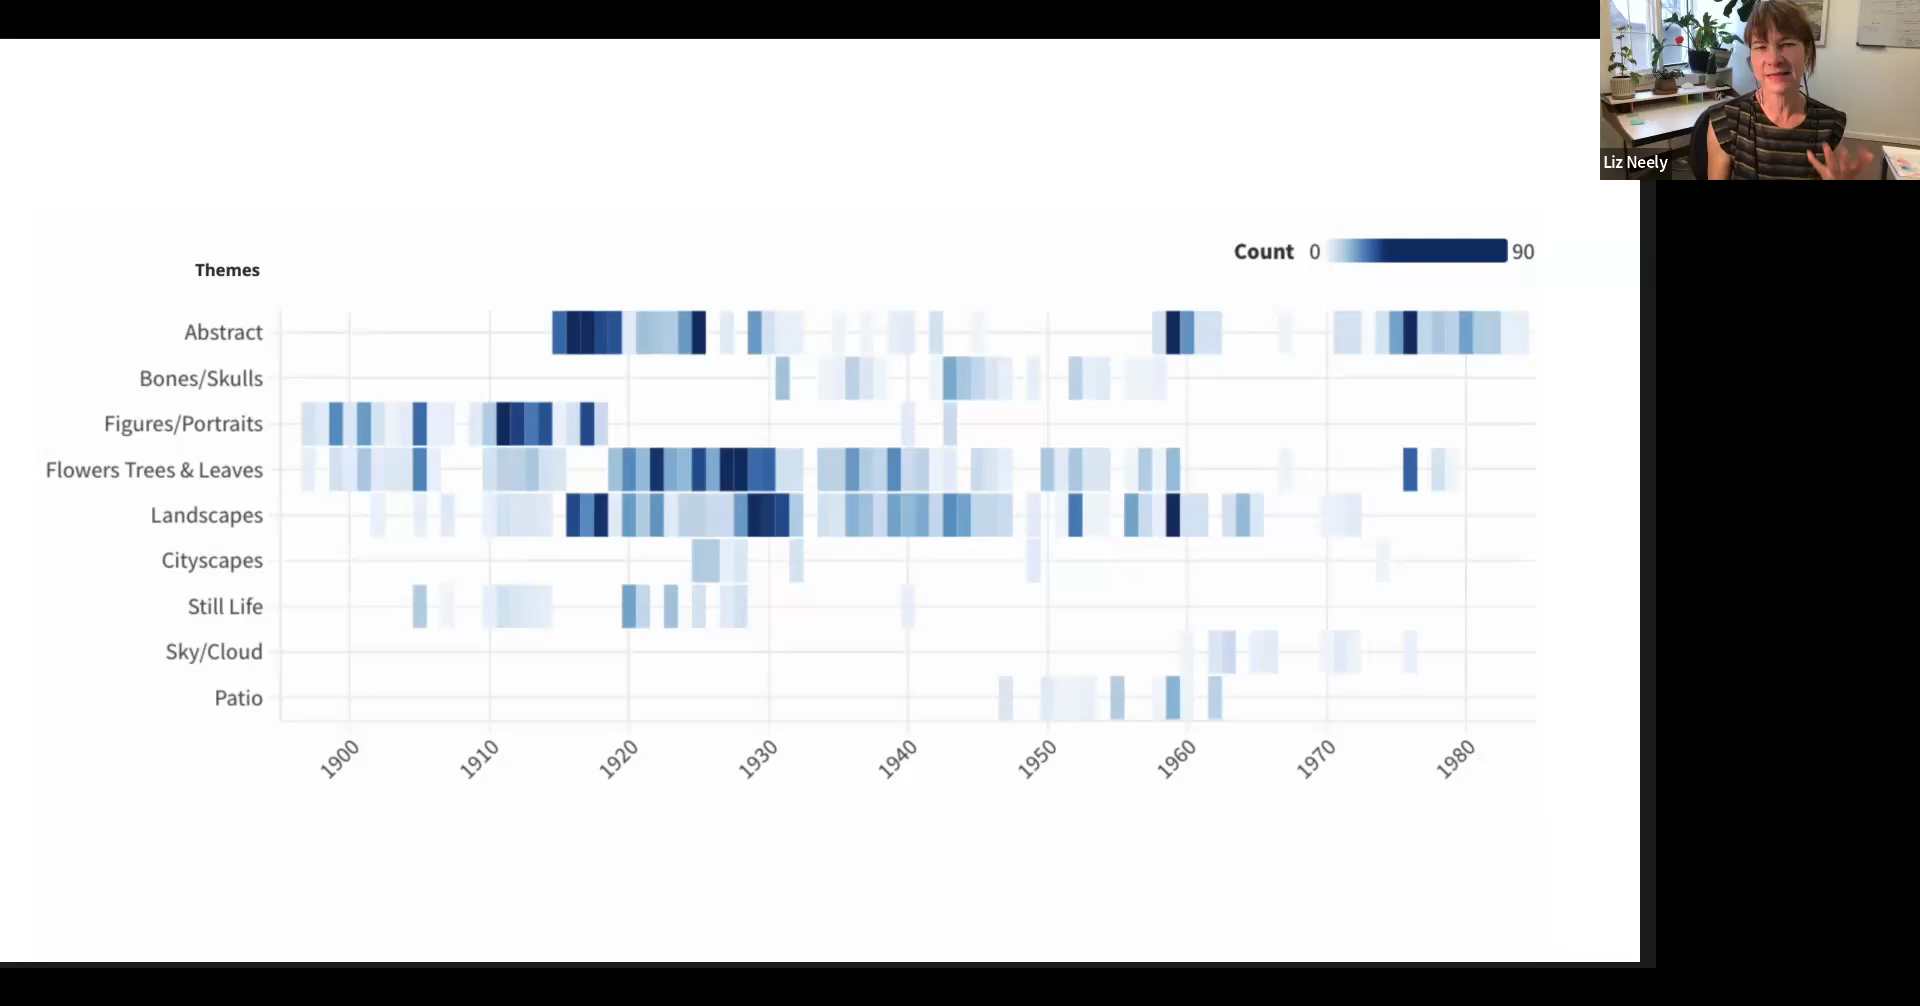 Liz Neely
Count 0 90
Themes
Abstract
Bones/Skulls
Figures/Portraits
Flowers Trees & Leaves
Landscapes
Cityscapes
Still Life
Sky/Cloud
Patio
1900 1910 1920 1930 1940 1950 1960 1970 1980